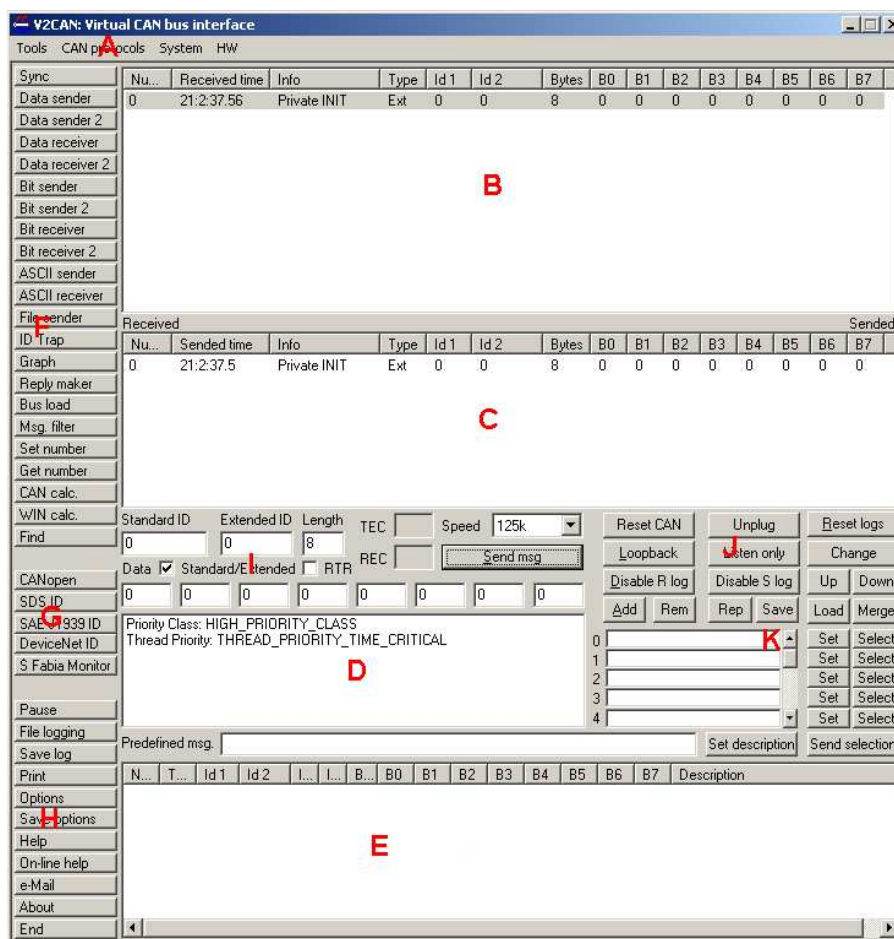 V2CAN: Virtual CAN bus interface
A
Tools CAN protocols System HW
Sync
Data sender
Data sender 2
Data receiver
Data receiver 2
Bit sender
Bit sender 2
Bit receiver
Bit receiver 2
ASCII sender
ASCII receiver
File sender
F
ID Trap
Graph
Reply maker
Bus load
Msg. filter
Set number
Get number
CAN calc.
WIN calc.
Find
CANopen
SDS ID
G
SAE J1939 ID
DeviceNet ID
S Fabia Monitor
Pause
File logging
Save log
Print
Options
Save options
H
Help
On-line help
e-Mail
About
End
Nu... Received time Info Type Id 1 Id 2 Bytes B0 B1 B2 B3 B4 B5 B6 B7
0 21:2:37.56 Private INIT Ext 0 0 8 0 0 0 0 0 0 0 0
B
Received Sended
Nu... Sended time Info Type Id 1 Id 2 Bytes B0 B1 B2 B3 B4 B5 B6 B7
0 21:2:37.5 Private INIT Ext 0 0 8 0 0 0 0 0 0 0 0
C
Standard ID Extended ID Length TEC Speed 125k
0 0 8
REC Send msg
I
Data Standard/Extended RTR
0 0 0 0 0 0 0 0
Reset CAN Unplug Reset logs
Loopback Listen only Change
J
Disable R log Disable S log Up Down
Add Rem Rep Save Load Merge
Priority Class: HIGH_PRIORITY_CLASS
Thread Priority: THREAD_PRIORITY_TIME_CRITICAL
D
K
0 Set Select
1 Set Select
2 Set Select
3 Set Select
4 Set Select
Predefined msg. Set description Send selection
N... T... Id 1 Id 2 I... I... B... B0 B1 B2 B3 B4 B5 B6 B7 Description
E